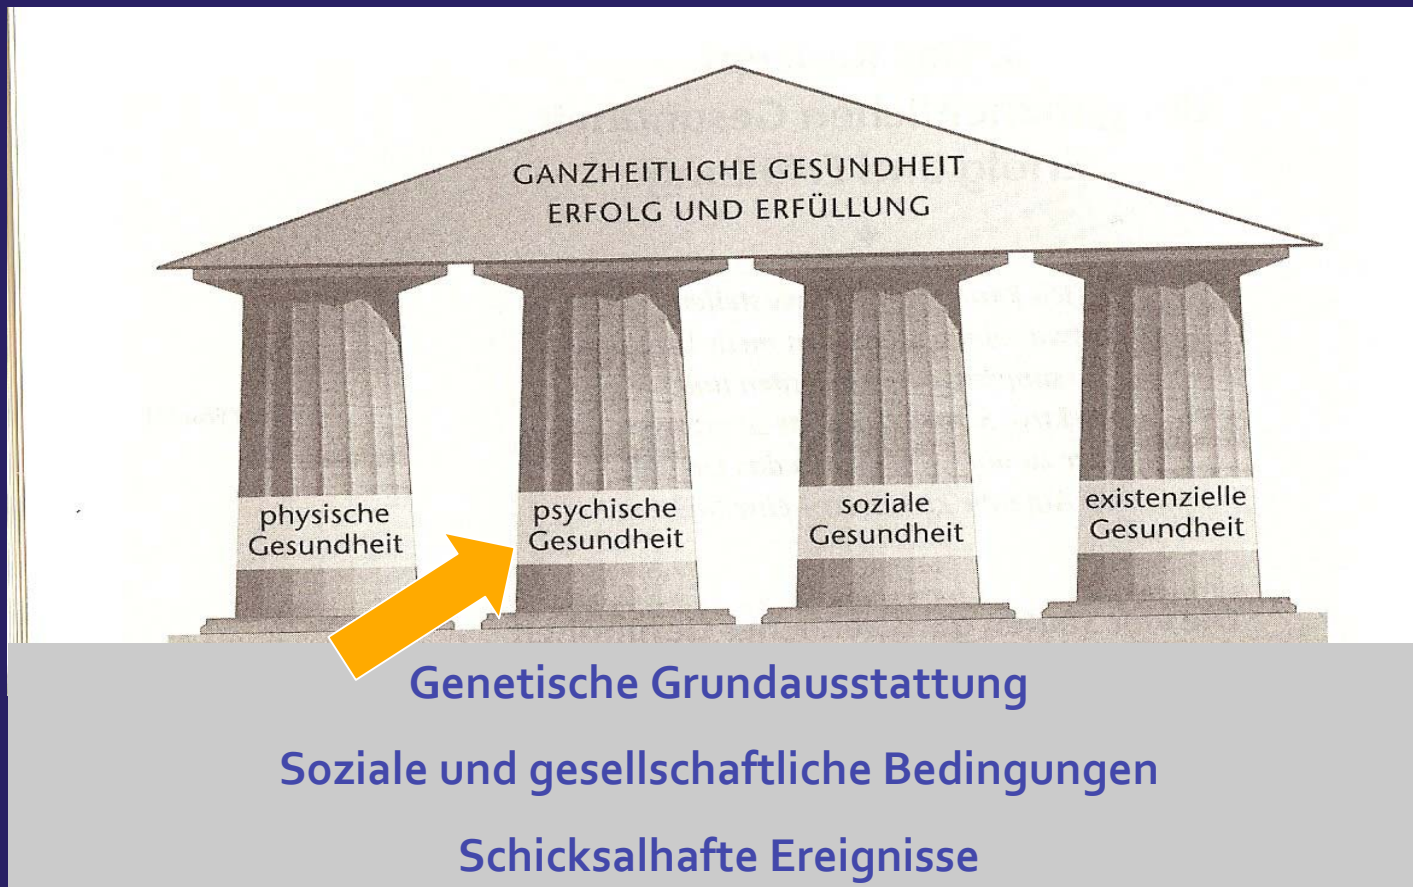 GANZHEITLICHE GESUNDHEIT
ERFOLG UND ERFÜLLUNG
physische
Gesundheit
psychische
Gesundheit
soziale
Gesundheit
existenzielle
Gesundheit
Genetische Grundausstattung
Soziale und gesellschaftliche Bedingungen
Schicksalhafte Ereignisse